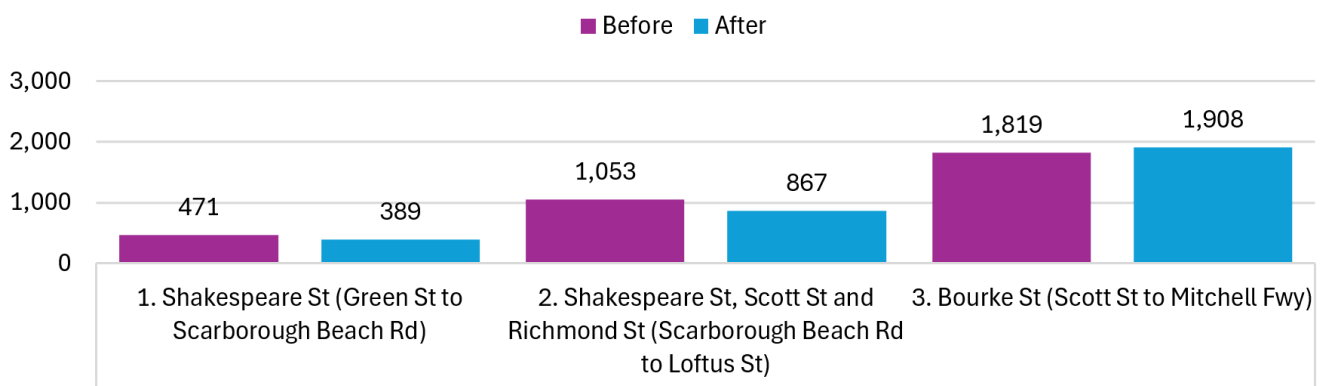 Before After
3,000
2,000
1,000
0
471
389
1,053
867
1,819
1,908
1. Shakespeare St (Green St to
Scarborough Beach Rd)
2. Shakespeare St, Scott St and
Richmond St (Scarborough Beach Rd
to Loftus St)
3. Bourke St (Scott St to Mitchell Fwy)